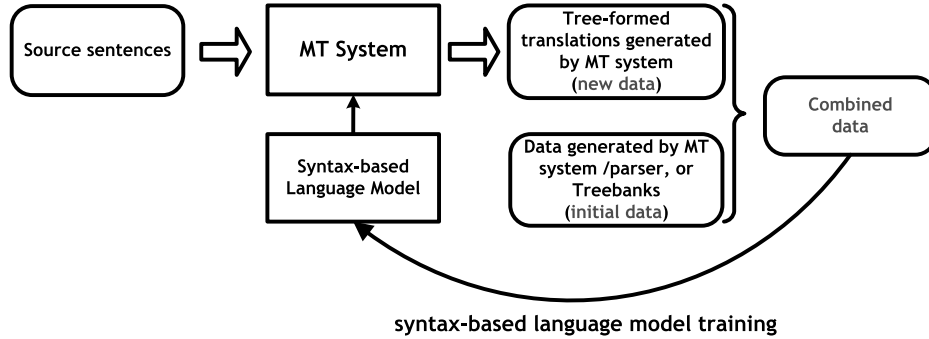 Source sentences
MT System
Tree-formed
translations generated
by MT system
(new data)
Syntax-based
Language Model
Data generated by MT
system /parser, or
Treebanks
(initial data)
Combined
data
syntax-based language model training